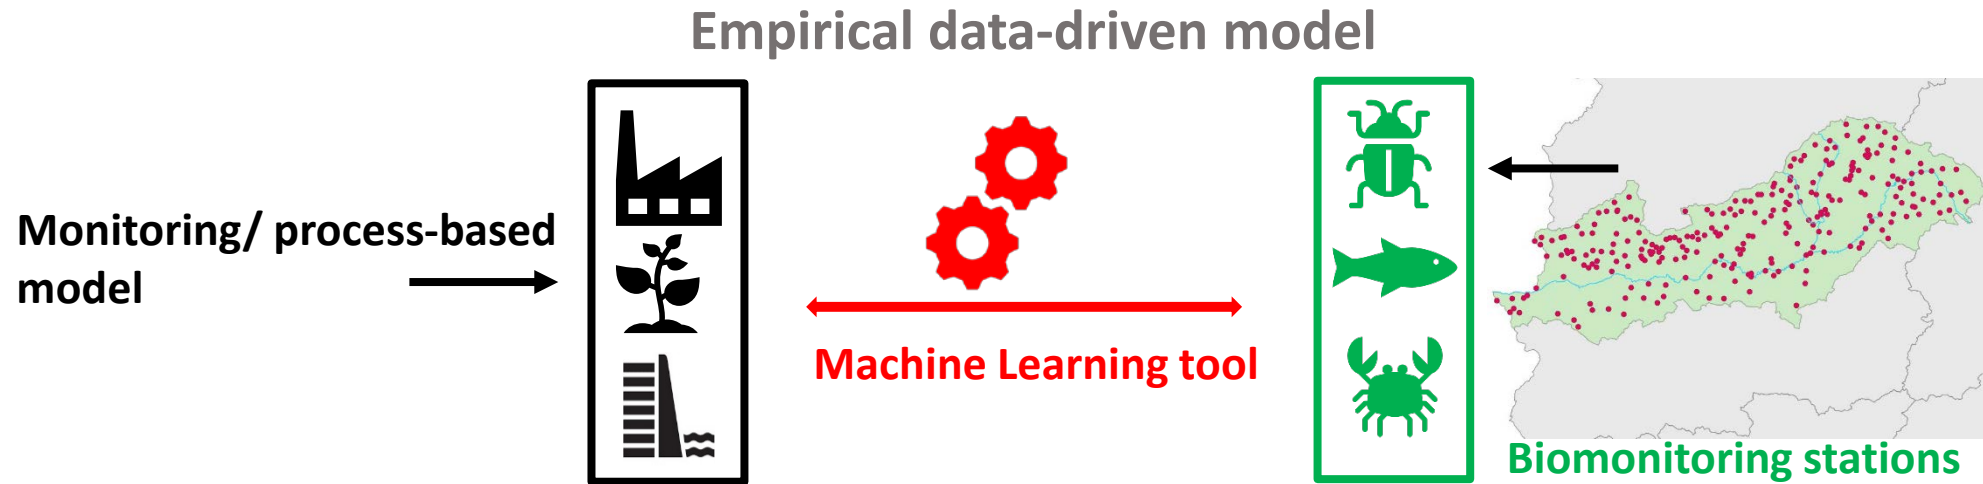 Empirical data-driven model
Monitoring/ process-based
model
Machine Learning tool
Biomonitoring stations